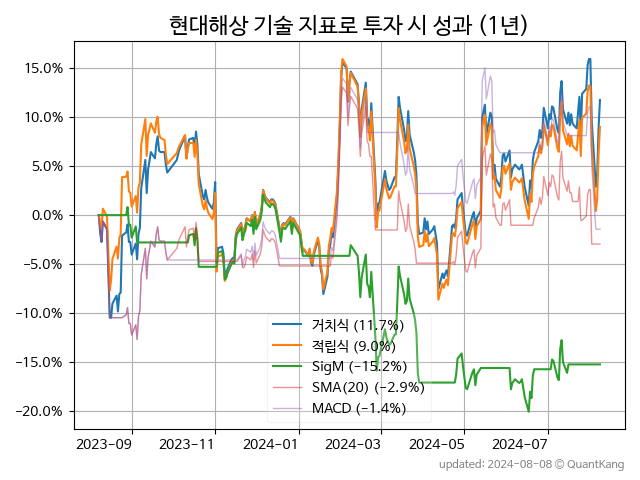 현대해상 기술 지표로 투자 시 성과 (1년)
15.0%
10.0%
5.0%
0.0%
−5.0%
−10.0%
−15.0%
−20.0%
거치식 (11.7%)
적립식 (9.0%)
SigM (−15.2%)
SMA(20) (−2.9%)
MACD (−1.4%)
2023-09 2023-11 2024-01 2024-03 2024-05 2024-07
updated: 2024-08-08 © QuantKang